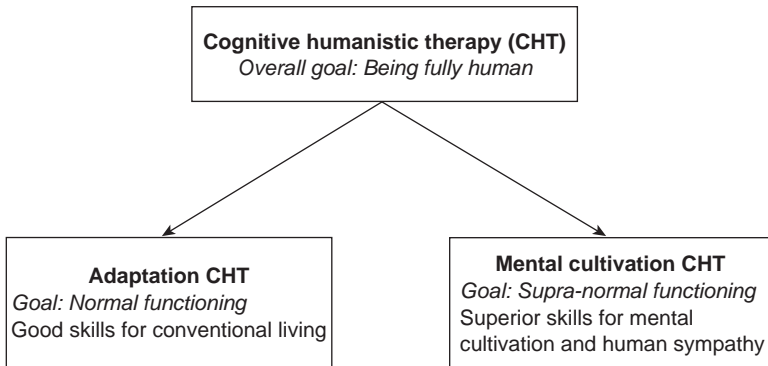 Cognitive humanistic therapy (CHT)
Overall goal: Being fully human
Adaptation CHT
Goal: Normal functioning
Good skills for conventional living
Mental cultivation CHT
Goal: Supra-normal functioning
Superior skills for mental
cultivation and human sympathy